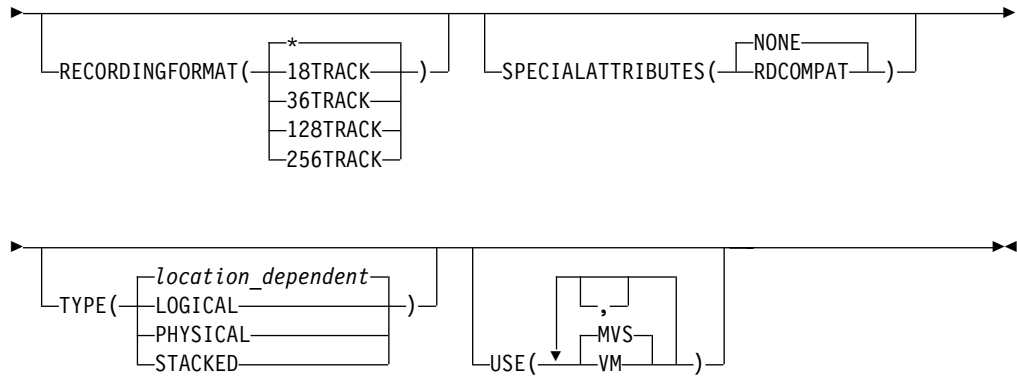 *
NONE
RECORDINGFORMAT( 18TRACK ) SPECIALATTRIBUTES( RDCOMPAT )
36TRACK
128TRACK
256TRACK
location_dependent
TYPE( LOGICAL ) ,
PHYSICAL MVS
STACKED USE( VM )